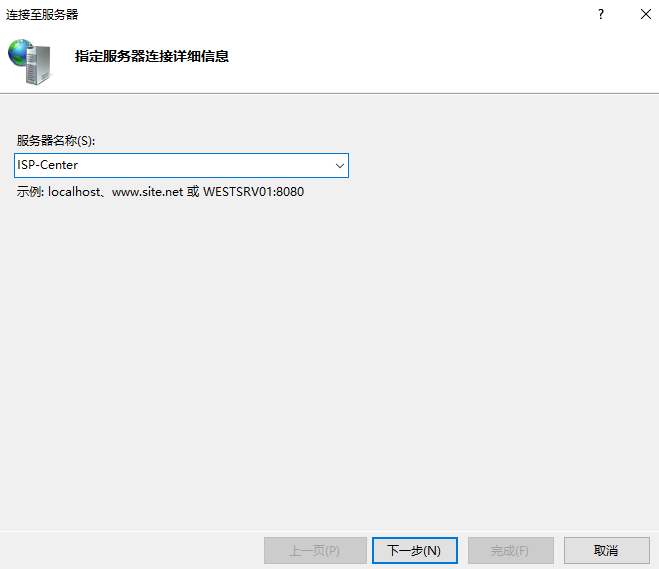 连接至服务器
指定服务器连接详细信息
服务器名称(S):
ISP-Center
示例: localhost、www.site.net 或 WESTSRV01:8080
上一页(P) 下一步(N) 完成(F) 取消